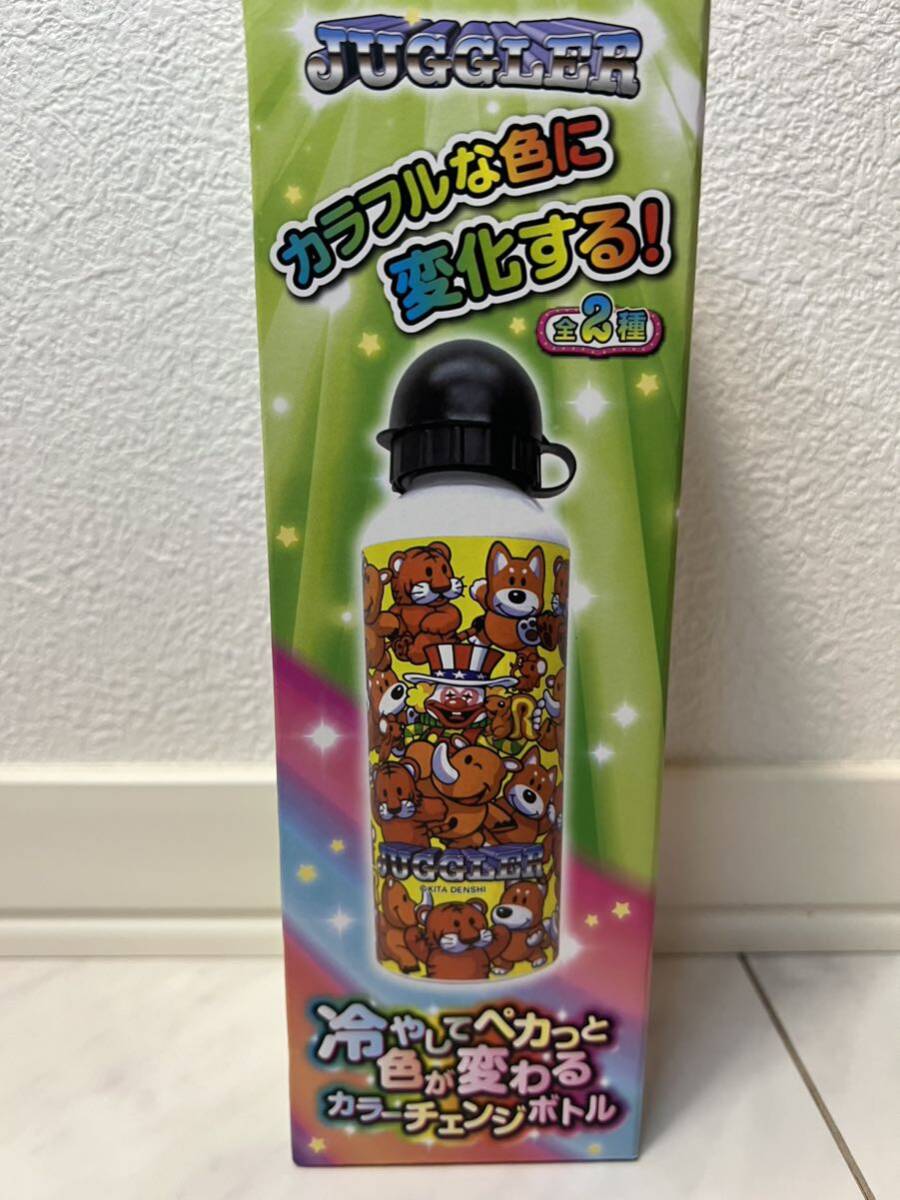 JUGGLER
カラフルな色に
変化する!
全2種
JUGGLER
©KITA DENSHI
冷やしてペカっと
色が変わる
カラーチェンジボトル